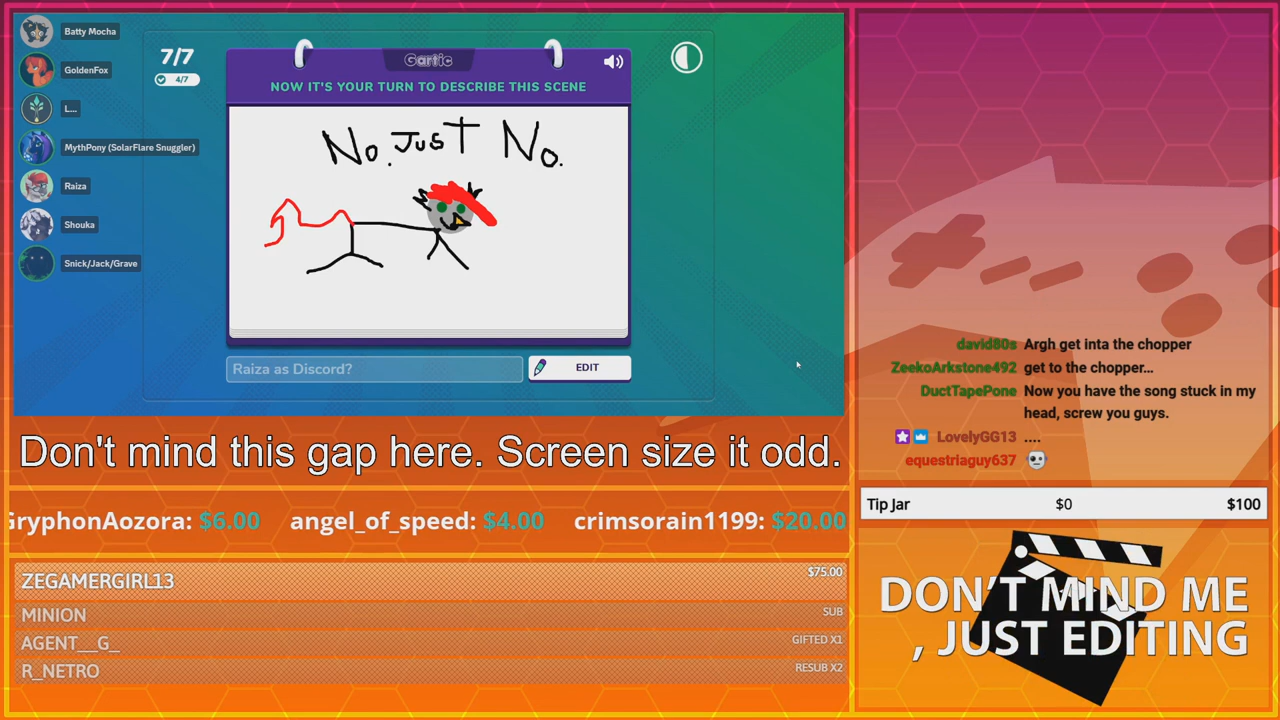 Batty Mocha
GoldenFox
L...
MythPony (SolarFlare Snuggler)
Raiza
Shouka
Snick/Jack/Grave
7/7
4/7
Gartic
NOW IT'S YOUR TURN TO DESCRIBE THIS SCENE
No. JUST No.
Raiza as Discord?
EDIT
Don't mind this gap here. Screen size it odd.
GryphonAozora: $6.00 angel_of_speed: $4.00 crimsorain1199: $20.00
ZEGAMERGIRL13 $75.00
MINION SUB
AGENT__G_ GIFTED X1
R_NETRO RESUB X2
david80s Argh get inta the chopper
ZeekoArkstone492 get to the chopper...
DuctTapePone Now you have the song stuck in my
head, screw you guys.
LovelyGG13 ....
equestriaguy637
Tip Jar $0 $100
DON'T MIND ME
, JUST EDITING